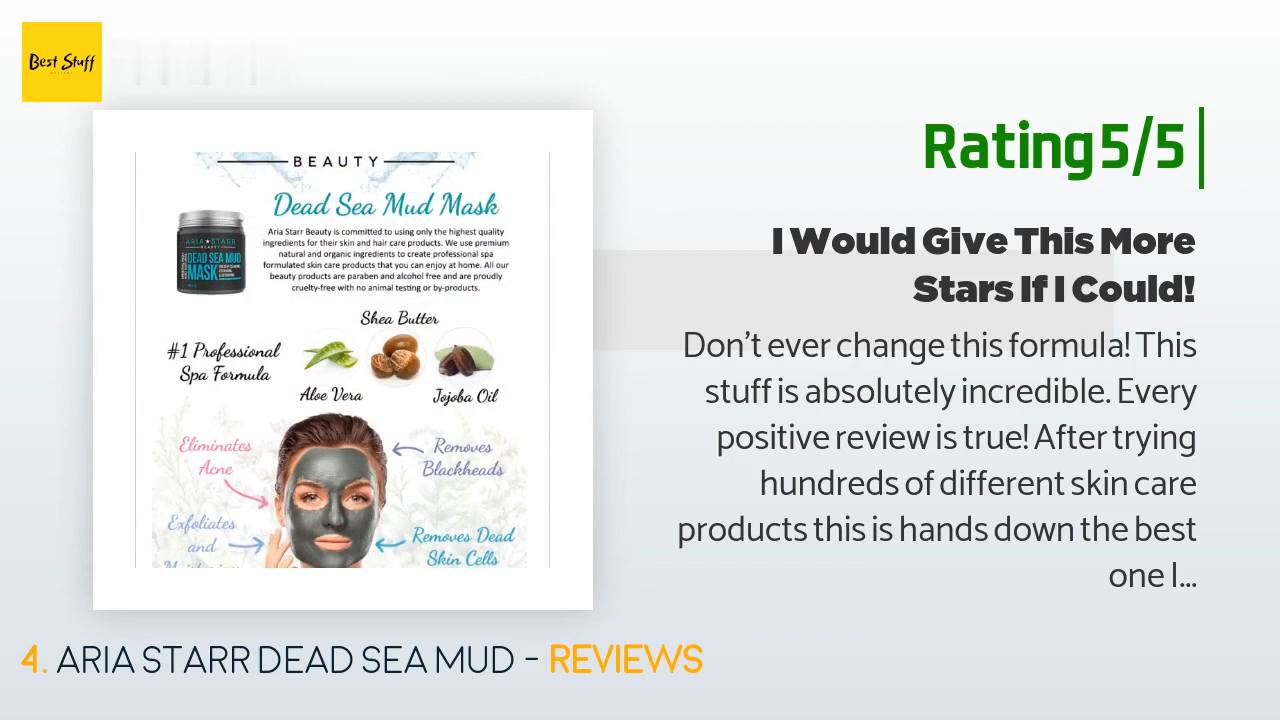 Best Stuff
Rating 5/5
I Would Give This More
Stars If I Could!
Don't ever change this formula! This
stuff is absolutely incredible. Every
positive review is true! After trying
hundreds of different skin care
products this is hands down the best
one I...
BEAUTY
Dead Sea Mud Mask
Aria Starr Beauty is committed to using only the highest quality
ingredients for their skin and hair care products. We use premium
natural and organic ingredients to create professional spa
formulated skin care products that you can enjoy at home. All our
beauty products are paraben and alcohol free and are proudly
cruelty-free with no animal testing or by-products.
ARIA★STARR
BEAUTY
DEAD SEA MUD
MASK
Shea Butter
#1 Professional
Spa Formula
Aloe Vera
Jojoba Oil
Eliminates
Acne
Removes
Blackheads
Exfoliates
and
Removes Dead
Skin Cells
4. ARIA STARR DEAD SEA MUD - REVIEWS